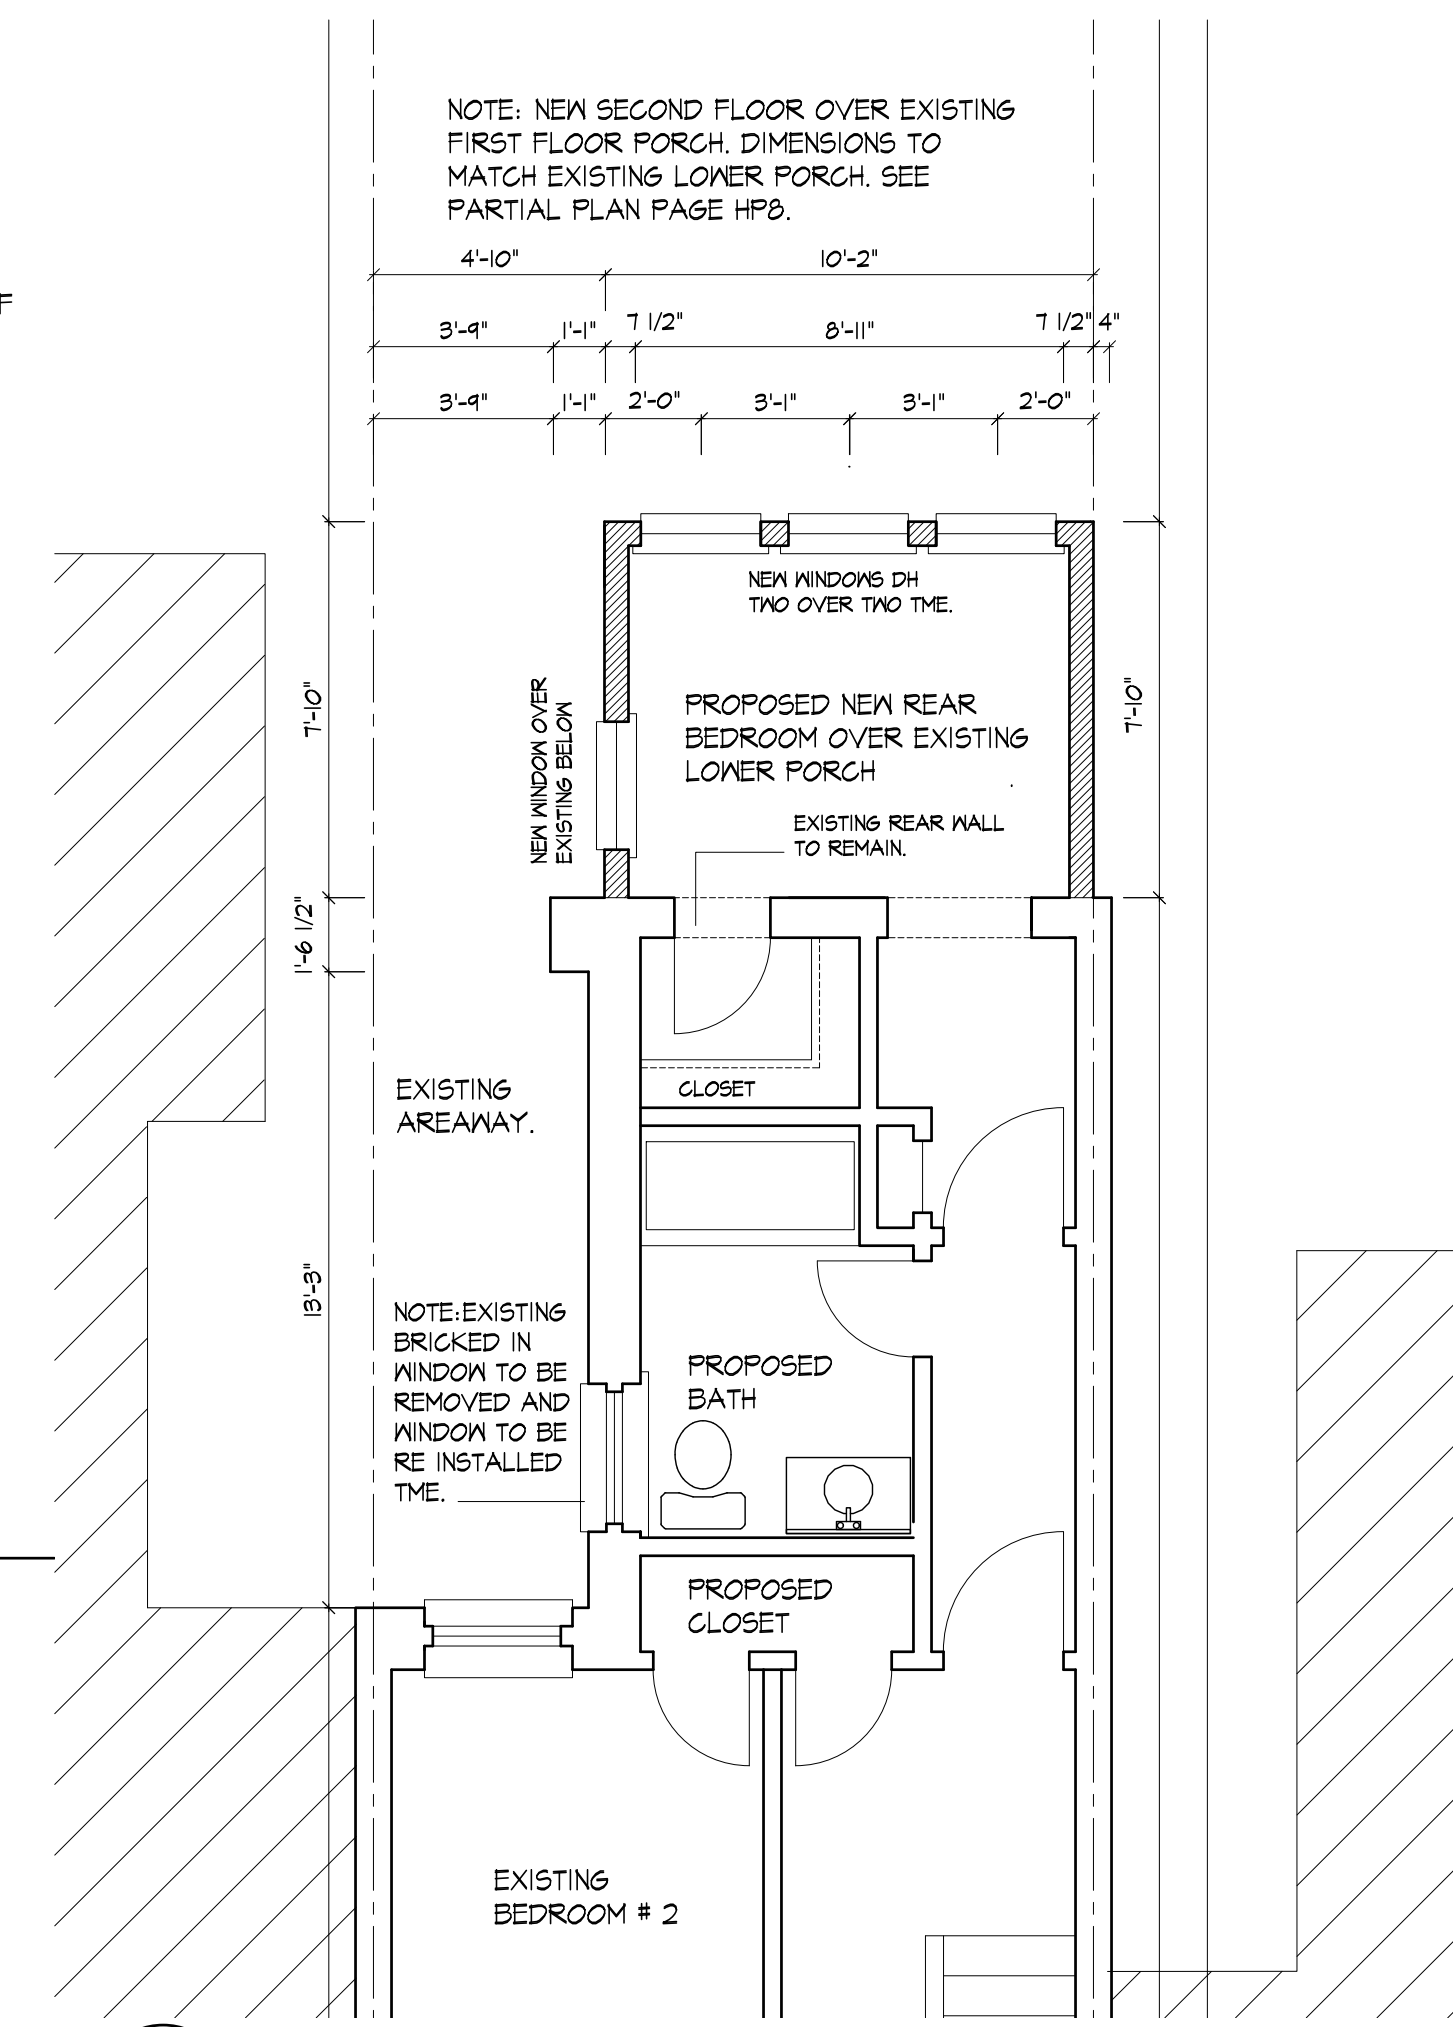 NOTE: NEW SECOND FLOOR OVER EXISTING
FIRST FLOOR PORCH. DIMENSIONS TO
MATCH EXISTING LOWER PORCH. SEE
PARTIAL PLAN PAGE HP8.
4'-10"
10'-2"
F
3'-9"
1'-1"
7 1/2"
8'-11"
7 1/2"
4"
3'-9"
1'-1"
2'-0"
3'-1"
3'-1"
2'-0"
NEW WINDOWS DH
TWO OVER TWO TME.
7'-10"
NEW WINDOW OVER
EXISTING BELOW
PROPOSED NEW REAR
BEDROOM OVER EXISTING
LOWER PORCH
7'-10"
EXISTING REAR WALL
TO REMAIN.
1'-6 1/2"
EXISTING
AREAWAY.
CLOSET
13'-3"
NOTE:EXISTING
BRICKED IN
WINDOW TO BE
REMOVED AND
WINDOW TO BE
RE INSTALLED
TME.
PROPOSED
BATH
PROPOSED
CLOSET
EXISTING
BEDROOM # 2